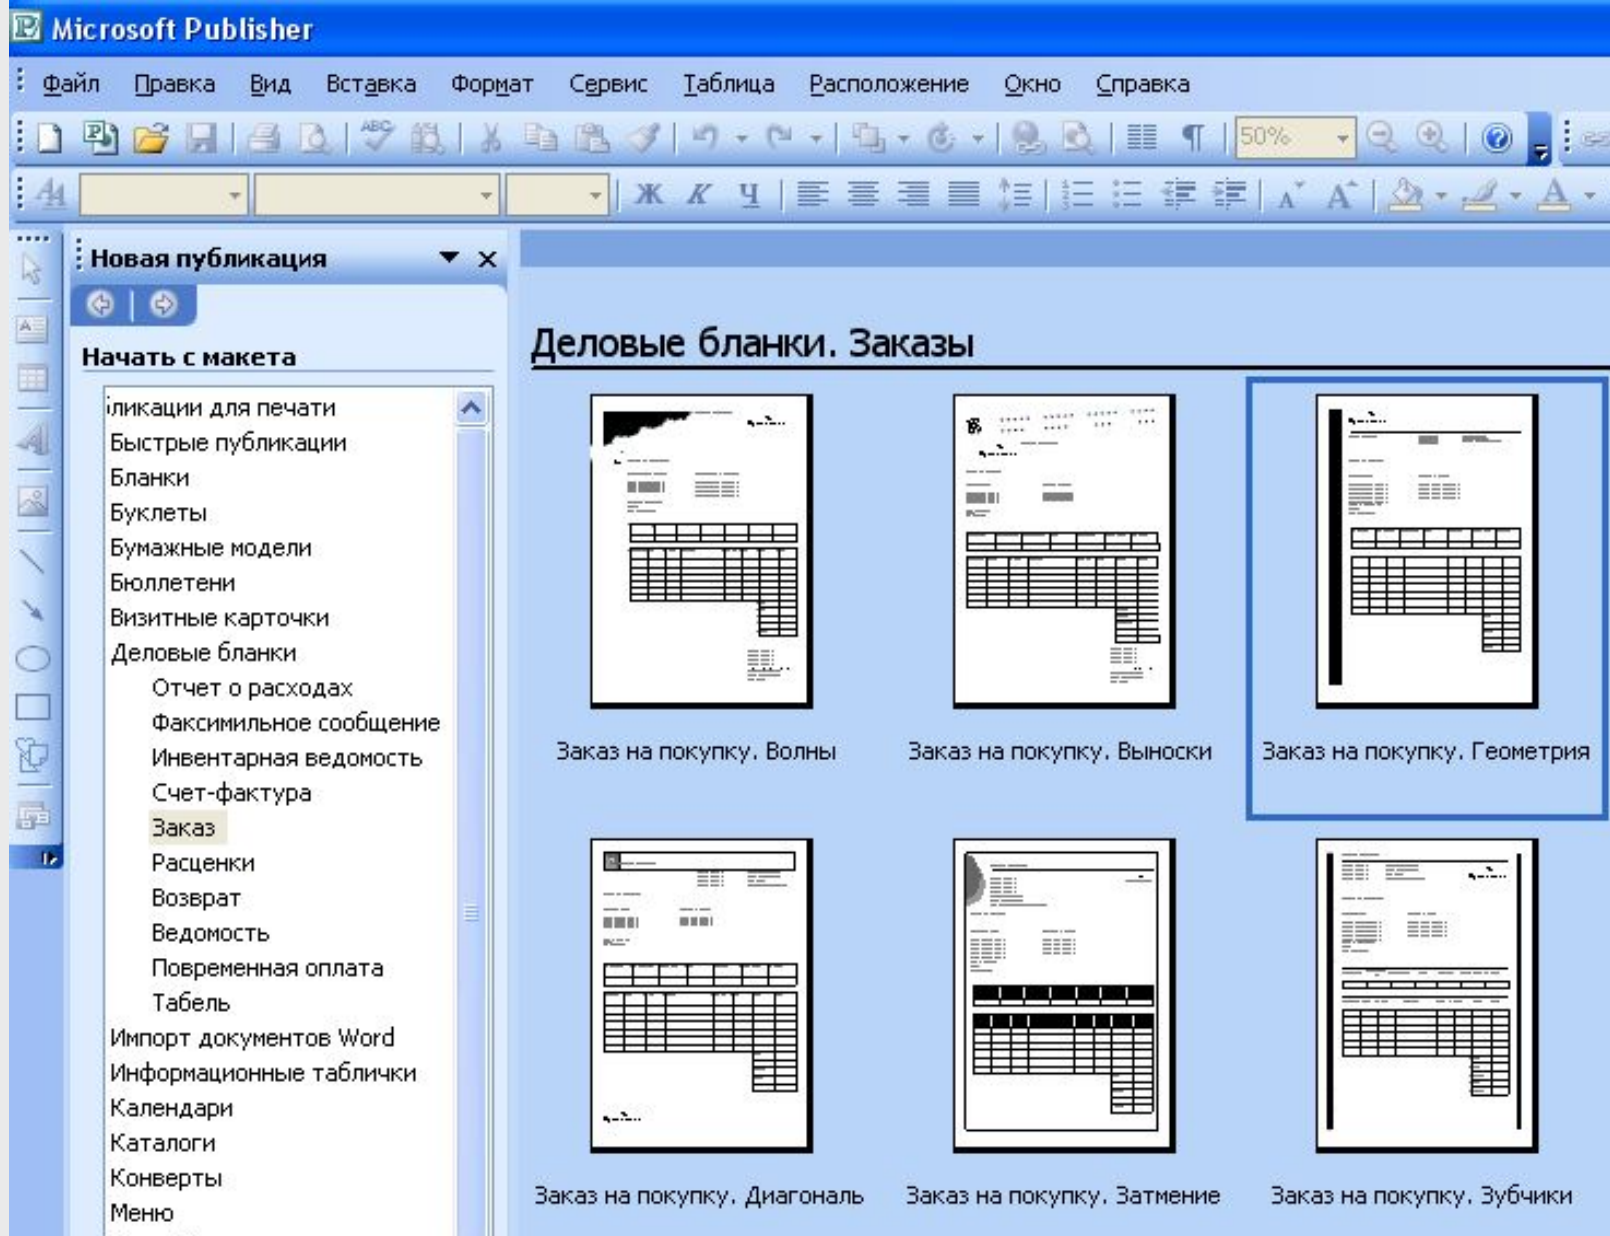 Microsoft Publisher
Файл Правка Вид Вставка Формат Сервис Таблица Расположение Окно Справка
ABC 50%
Ж К Ч
Новая публикация
Начать с макета
Деловые бланки. Заказы
для печати
Быстрые публикации
Бланки
Буклеты
Бумажные модели
Бюллетени
Визитные карточки
Деловые бланки
Отчет о расходах
Факсимильное сообщение
Инвентарная ведомость
Счет-фактура
Заказ
Расценки
Возврат
Ведомость
Повременная оплата
Табель
Импорт документов Word
Информационные таблички
Календари
Каталоги
Конверты
Меню
Заказ на покупку. Волны
Заказ на покупку. Выноски
Заказ на покупку. Геометрия
Заказ на покупку. Диагональ
Заказ на покупку. Затмение
Заказ на покупку. Зубчики